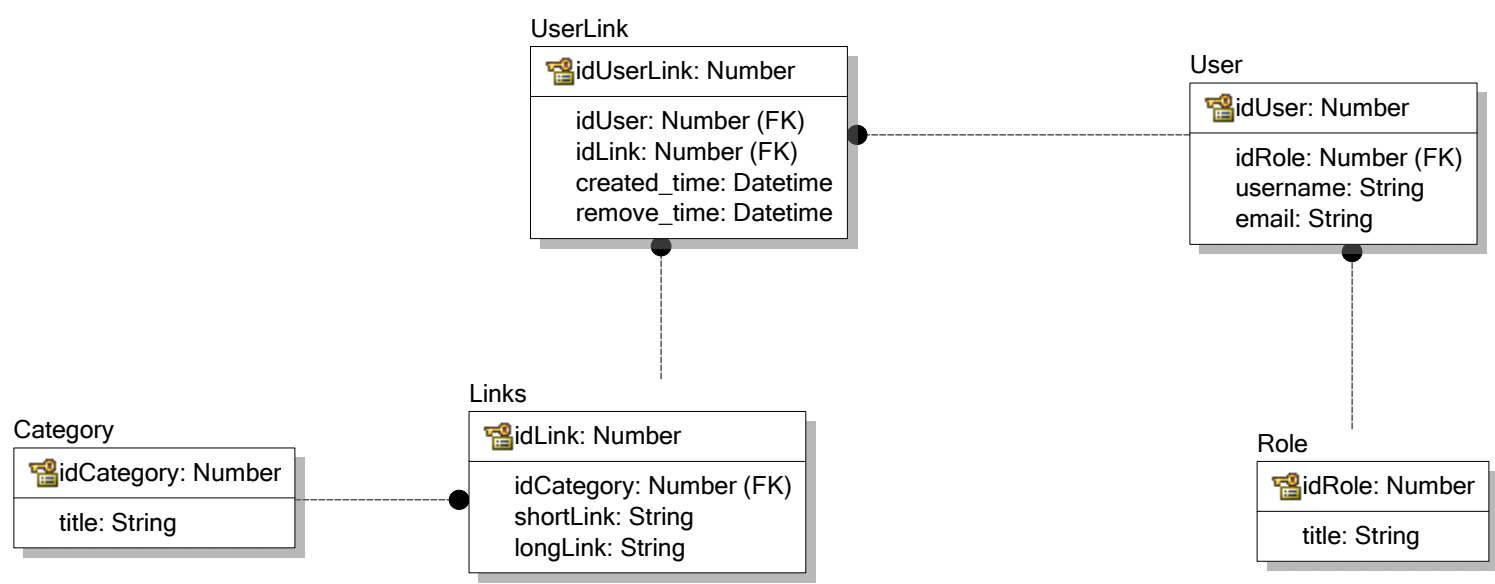 UserLink
idUserLink: Number
idUser: Number (FK)
idLink: Number (FK)
created_time: Datetime
remove_time: Datetime
User
idUser: Number
idRole: Number (FK)
username: String
email: String
Links
idLink: Number
idCategory: Number (FK)
shortLink: String
longLink: String
Category
idCategory: Number
title: String
Role
idRole: Number
title: String